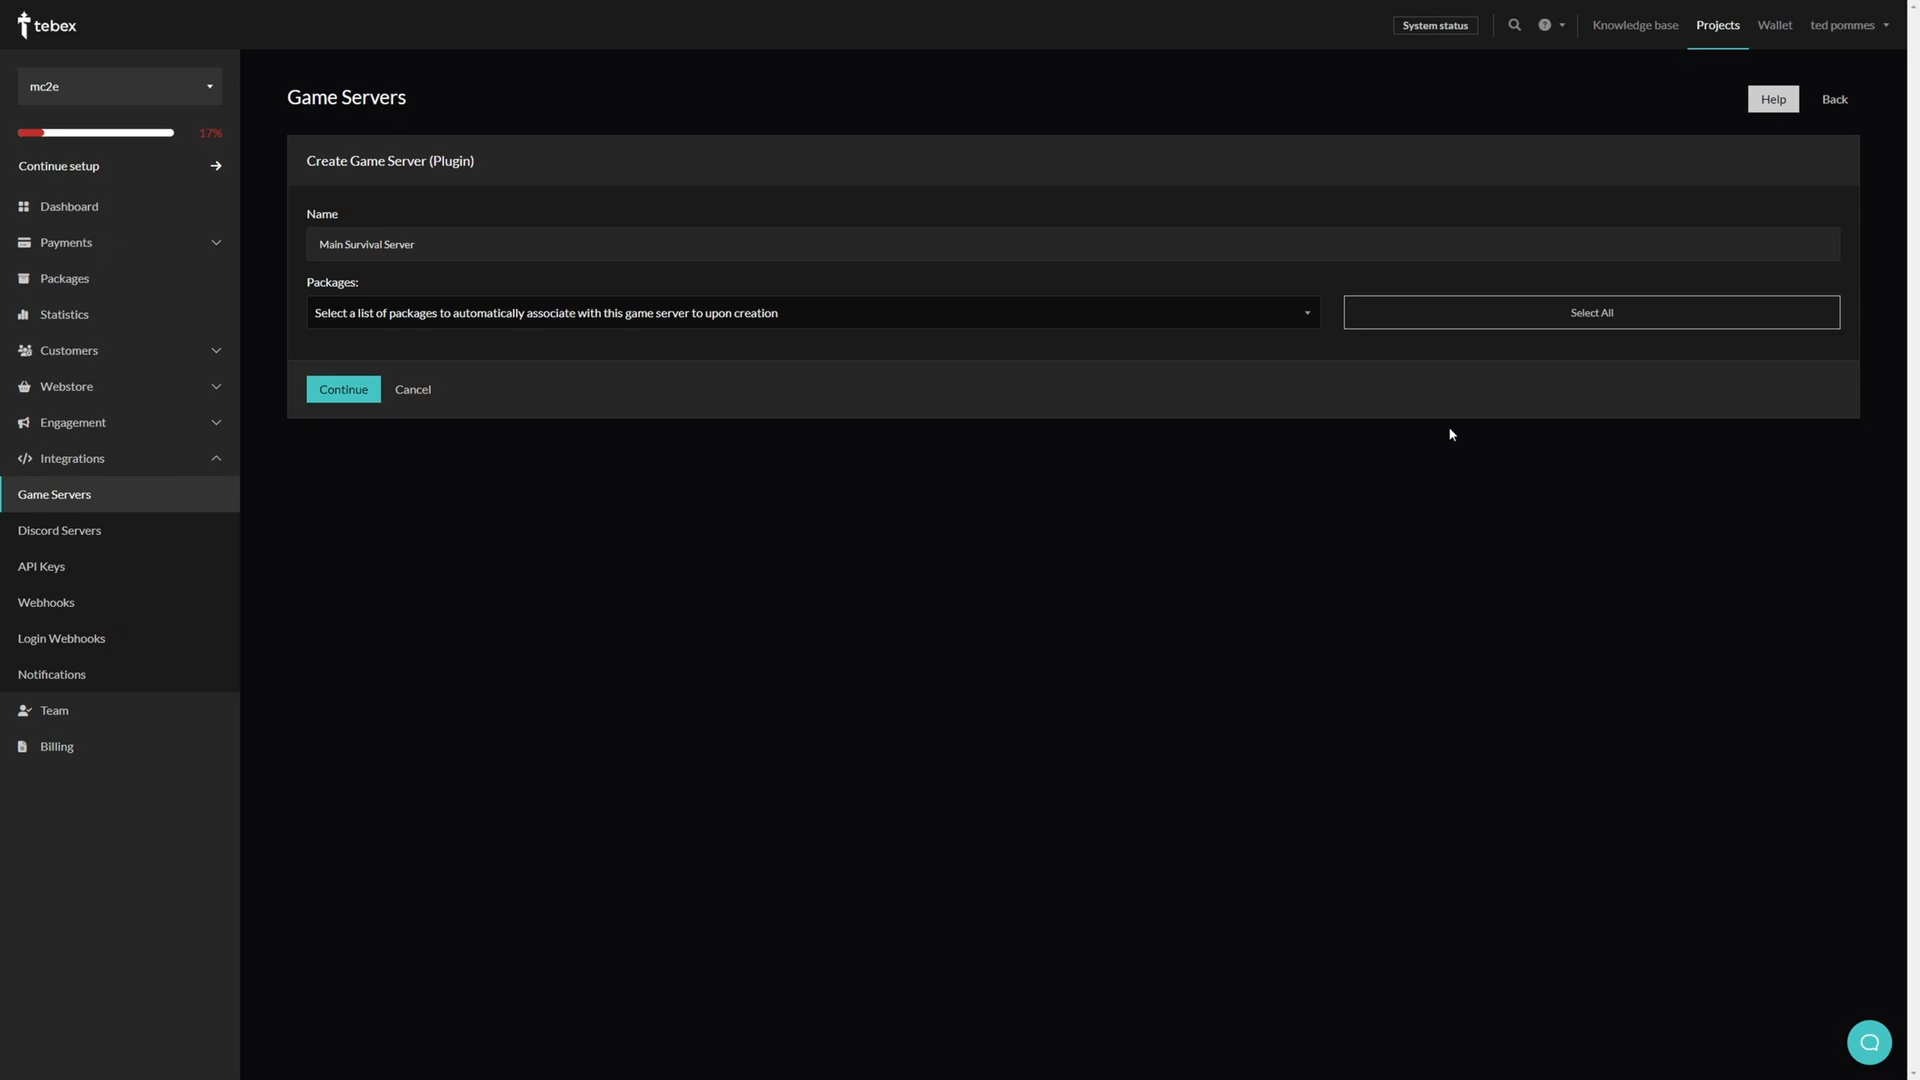 tebex
System status
Knowledge base
Projects
Wallet
ted pommes
mc2e
17%
Continue setup
Dashboard
Payments
Packages
Statistics
Customers
Webstore
Engagement
Integrations
Game Servers
Discord Servers
API Keys
Webhooks
Login Webhooks
Notifications
Team
Billing
Game Servers
Help
Back
Create Game Server (Plugin)
Name
Main Survival Server
Packages:
Select a list of packages to automatically associate with this game server to upon creation
Select All
Continue
Cancel